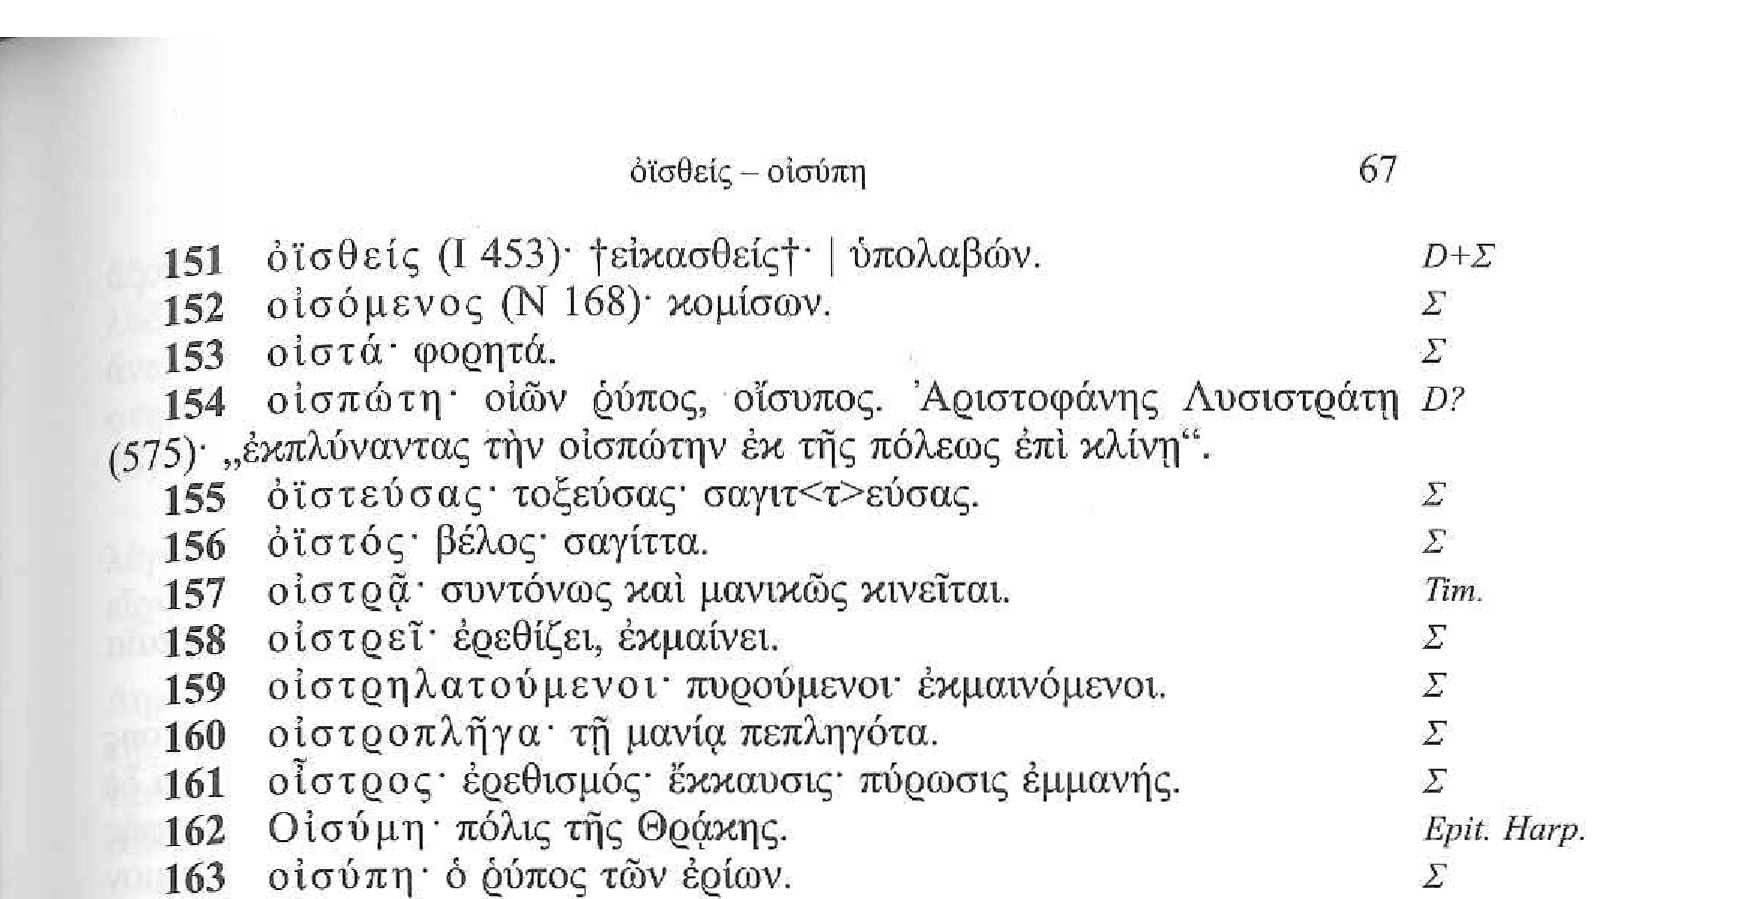 ὀϊσθείς – οἰσύπη 67
151 ὀϊσθείς (I 453)· †εἰκασθείς†· | ὑπολαβών. D+Σ
152 οἰσόμενος (N 168)· κομίσων. Σ
153 οἰστά· φορητά. Σ
154 οἰσπώτη· οἰῶν ῥύπος, οἴσυπος. Ἀριστοφάνης Λυσιστράτῃ D?
(575)· „ἐκπλύναντας τὴν οἰσπώτην ἐκ τῆς πόλεως ἐπὶ κλίνῃ“.
155 ὀϊστεύσας· τοξεύσας· σαγιτ<τ>εύσας. Σ
156 ὀϊστός· βέλος· σαγίττα. Σ
157 οἰστρᾷ· συντόνως καὶ μανικῶς κινεῖται. Tim.
158 οἰστρεῖ· ἐρεθίζει, ἐκμαίνει. Σ
159 οἰστρηλατούμενοι· πυρούμενοι· ἐκμαινόμενοι. Σ
160 οἰστροπλῆγα· τῇ μανίᾳ πεπληγότα. Σ
161 οἶστρος· ἐρεθισμός· ἔκκαυσις· πύρωσις ἐμμανής. Σ
162 Οἰσύμη· πόλις τῆς Θρᾴκης. Epit. Harp.
163 οἰσύπη· ὁ ῥύπος τῶν ἐρίων. Σ